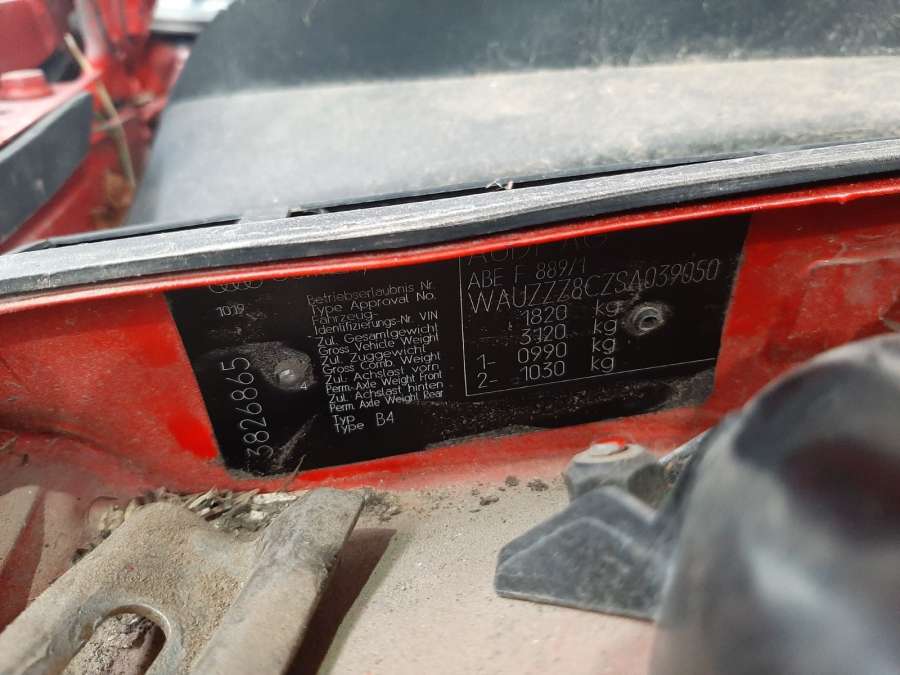 AUDI AG
ABE F 889/1
1019
Betriebserlaubnis Nr.
Type Approval No.
Fahrzeug-
Identifizierungs-Nr. VIN
WAUZZZ8CZSA039050
Zul. Gesamtgewicht
Gross Vehicle Weight
1820 kg
Zul. Zuggewicht
Gross Comb. Weight
3120 kg
Zul. Achslast vorn
Perm. Axle Weight Front
1- 0990 kg
Zul. Achslast hinten
Perm. Axle Weight Rear
2- 1030 kg
Typ
Type B4
3826865
4